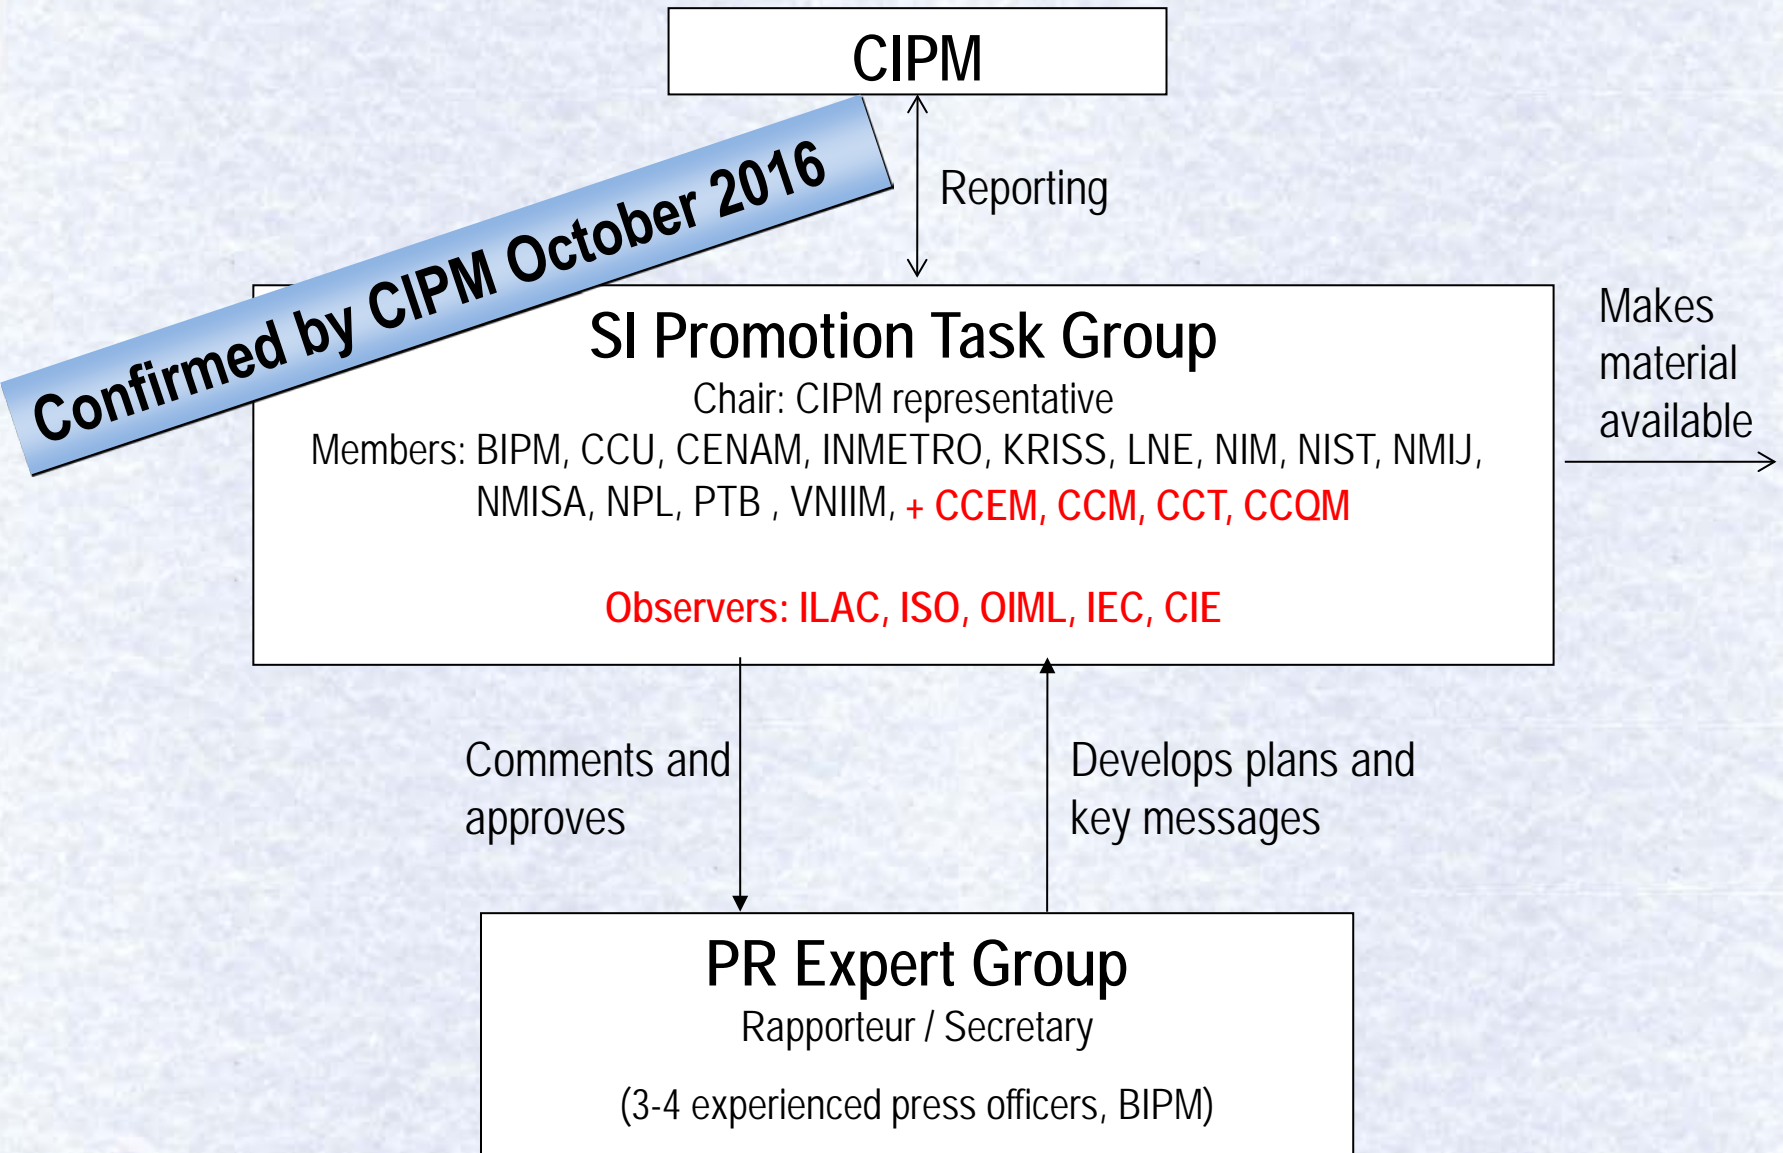 CIPM
Confirmed by CIPM October 2016
Reporting
SI Promotion Task Group
Chair: CIPM representative
Members: BIPM, CCU, CENAM, INMETRO, KRISS, LNE, NIM, NIST, NMIJ,
NMISA, NPL, PTB , VNIIM, + CCEM, CCM, CCT, CCQM
Observers: ILAC, ISO, OIML, IEC, CIE
Makes
material
available
Comments and
approves
Develops plans and
key messages
PR Expert Group
Rapporteur / Secretary
(3-4 experienced press officers, BIPM)